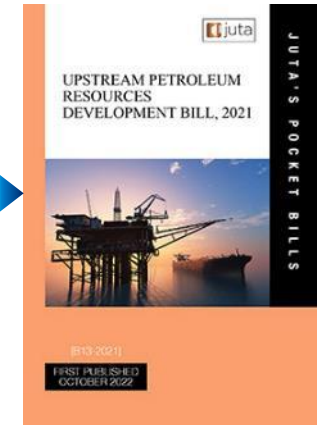 juta
UPSTREAM PETROLEUM
RESOURCES
DEVELOPMENT BILL, 2021
JUTA'S POCKET BILLS
[B13-2021]
FIRST PUBLISHED
OCTOBER 2022